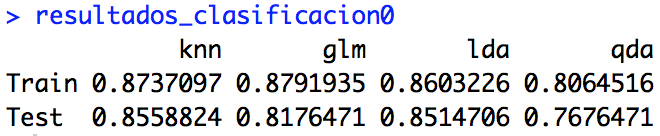 > resultados_clasificacion0
knn glm lda qda
Train 0.8737097 0.8791935 0.8603226 0.8064516
Test 0.8558824 0.8176471 0.8514706 0.7676471